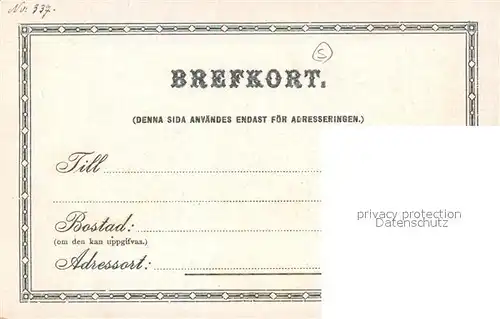 No. 337.
S
BREFKORT.
(DENNA SIDA ANVÄNDES ENDAST FÖR ADRESSERINGEN.)
Till
privacy protection
Datenschutz
Bostad:
(om den kan uppgifvas.)
Adressort: